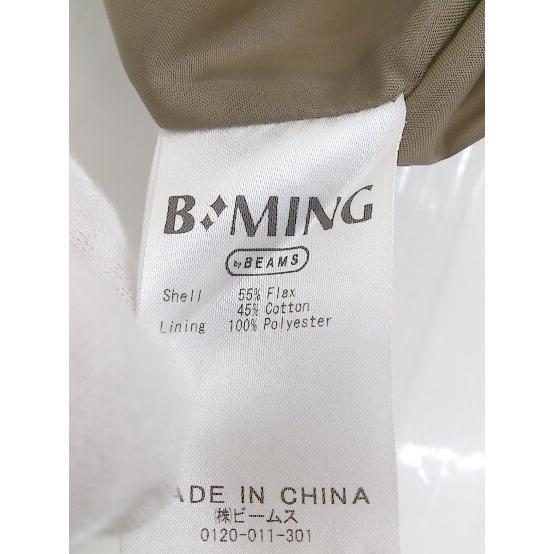 B:MING
by BEAMS
Shell 55% Flax
45% Cotton
Lining 100% Polyester
MADE IN CHINA
㈱ビームス
0120-011-301